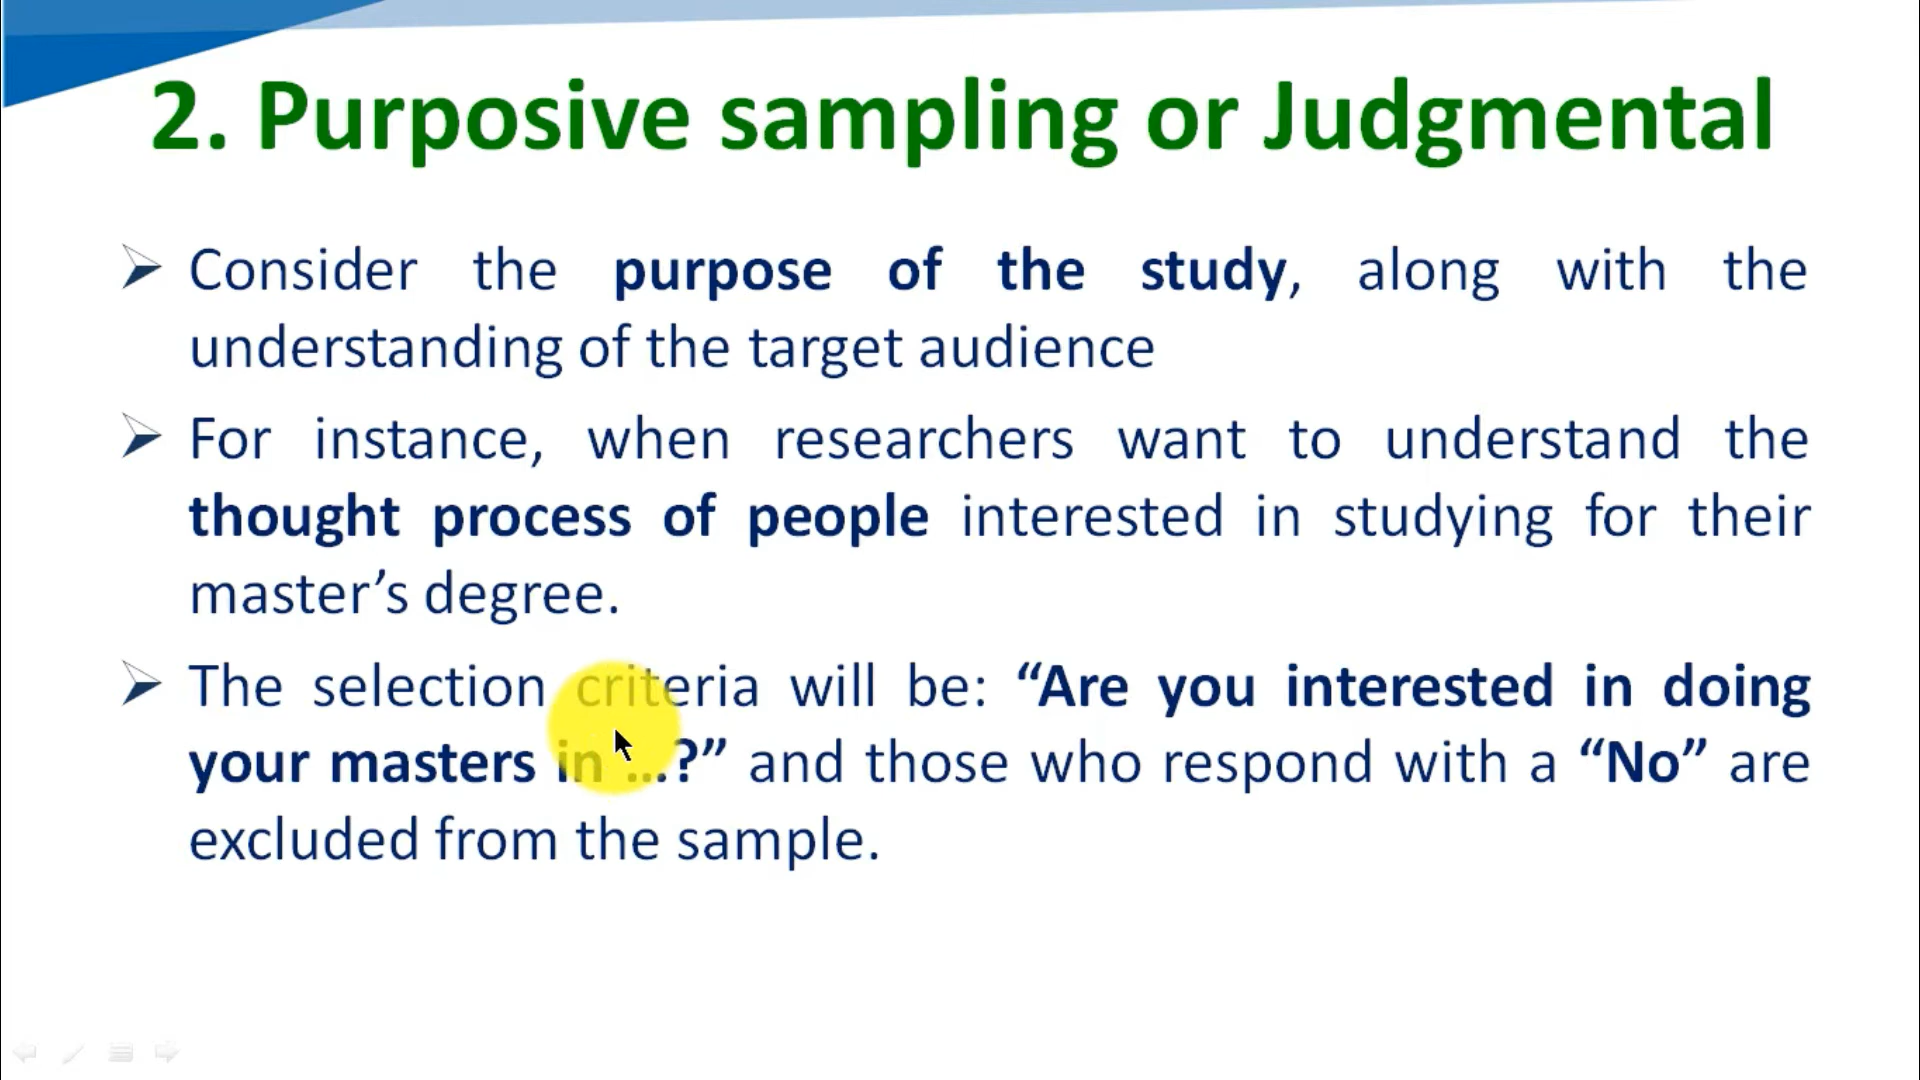 2. Purposive sampling or Judgmental
Consider the purpose of the study, along with the
understanding of the target audience
For instance, when researchers want to understand the
thought process of people interested in studying for their
master’s degree.
The selection criteria will be: “Are you interested in doing
your masters in ...?” and those who respond with a “No” are
excluded from the sample.